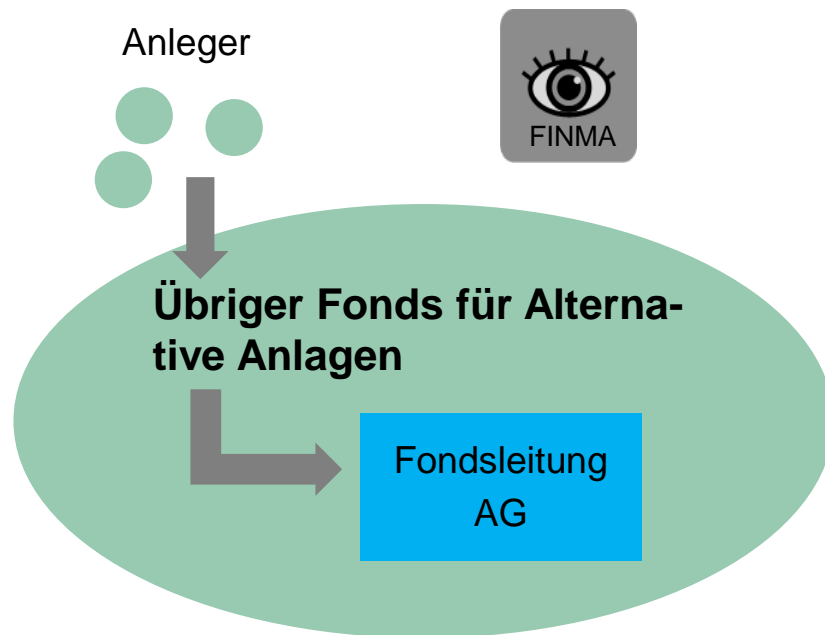 Anleger
FINMA
Übriger Fonds für Alterna-
tive Anlagen
Fondsleitung
AG